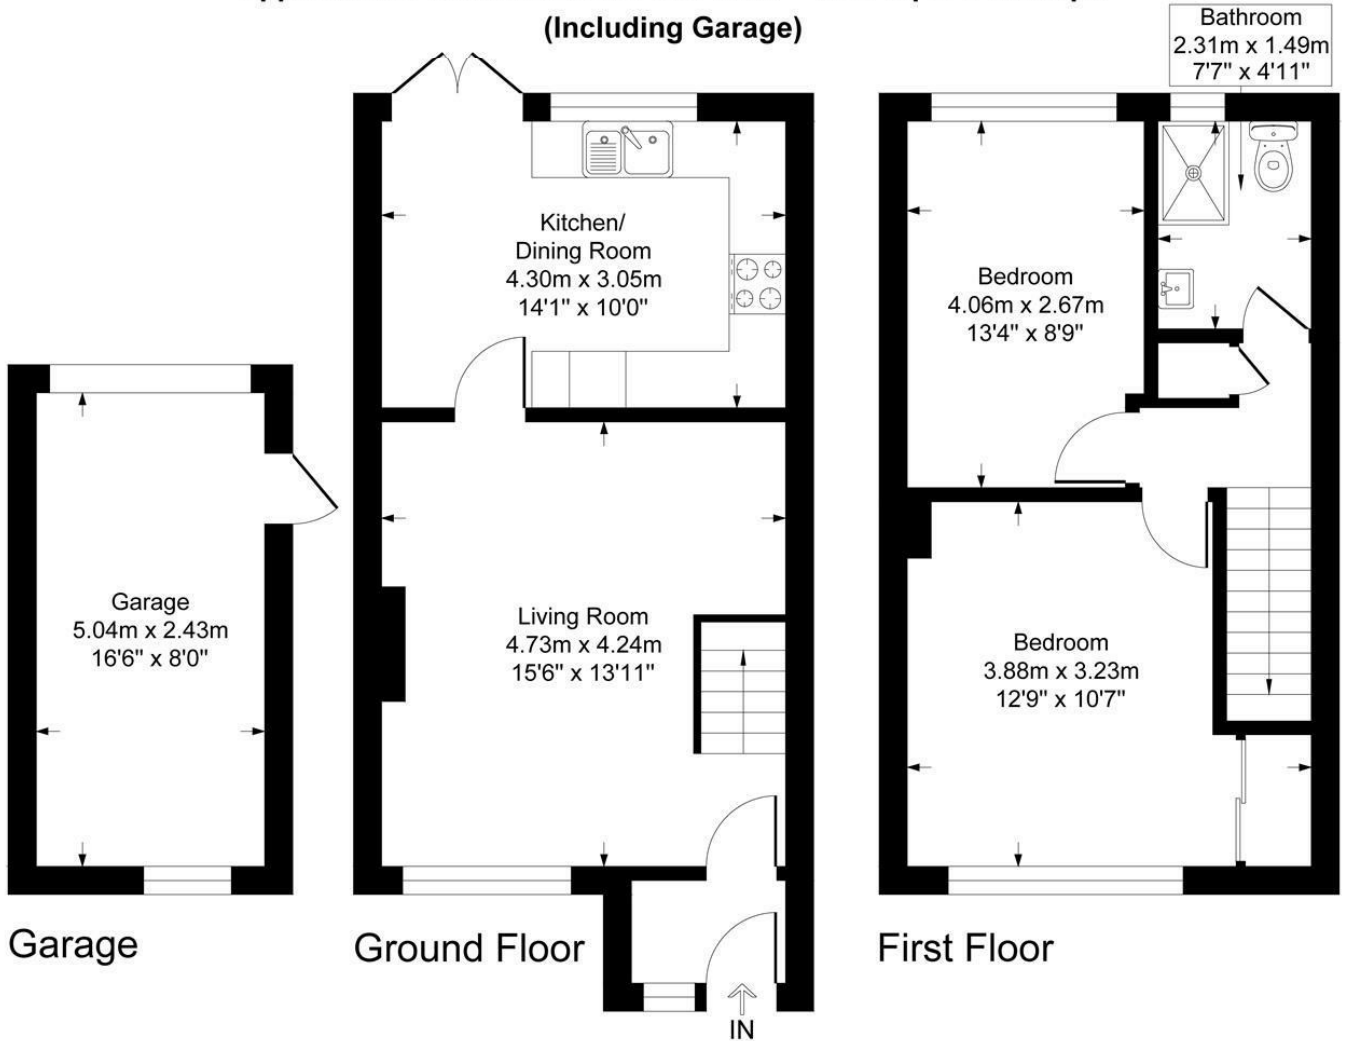 (Including Garage)
Bathroom
2.31m x 1.49m
7'7" x 4'11"
Kitchen/
Dining Room
4.30m x 3.05m
14'1" x 10'0"
Bedroom
4.06m x 2.67m
13'4" x 8'9"
Garage
5.04m x 2.43m
16'6" x 8'0"
Living Room
4.73m x 4.24m
15'6" x 13'11"
Bedroom
3.88m x 3.23m
12'9" x 10'7"
Garage
Ground Floor
First Floor
IN